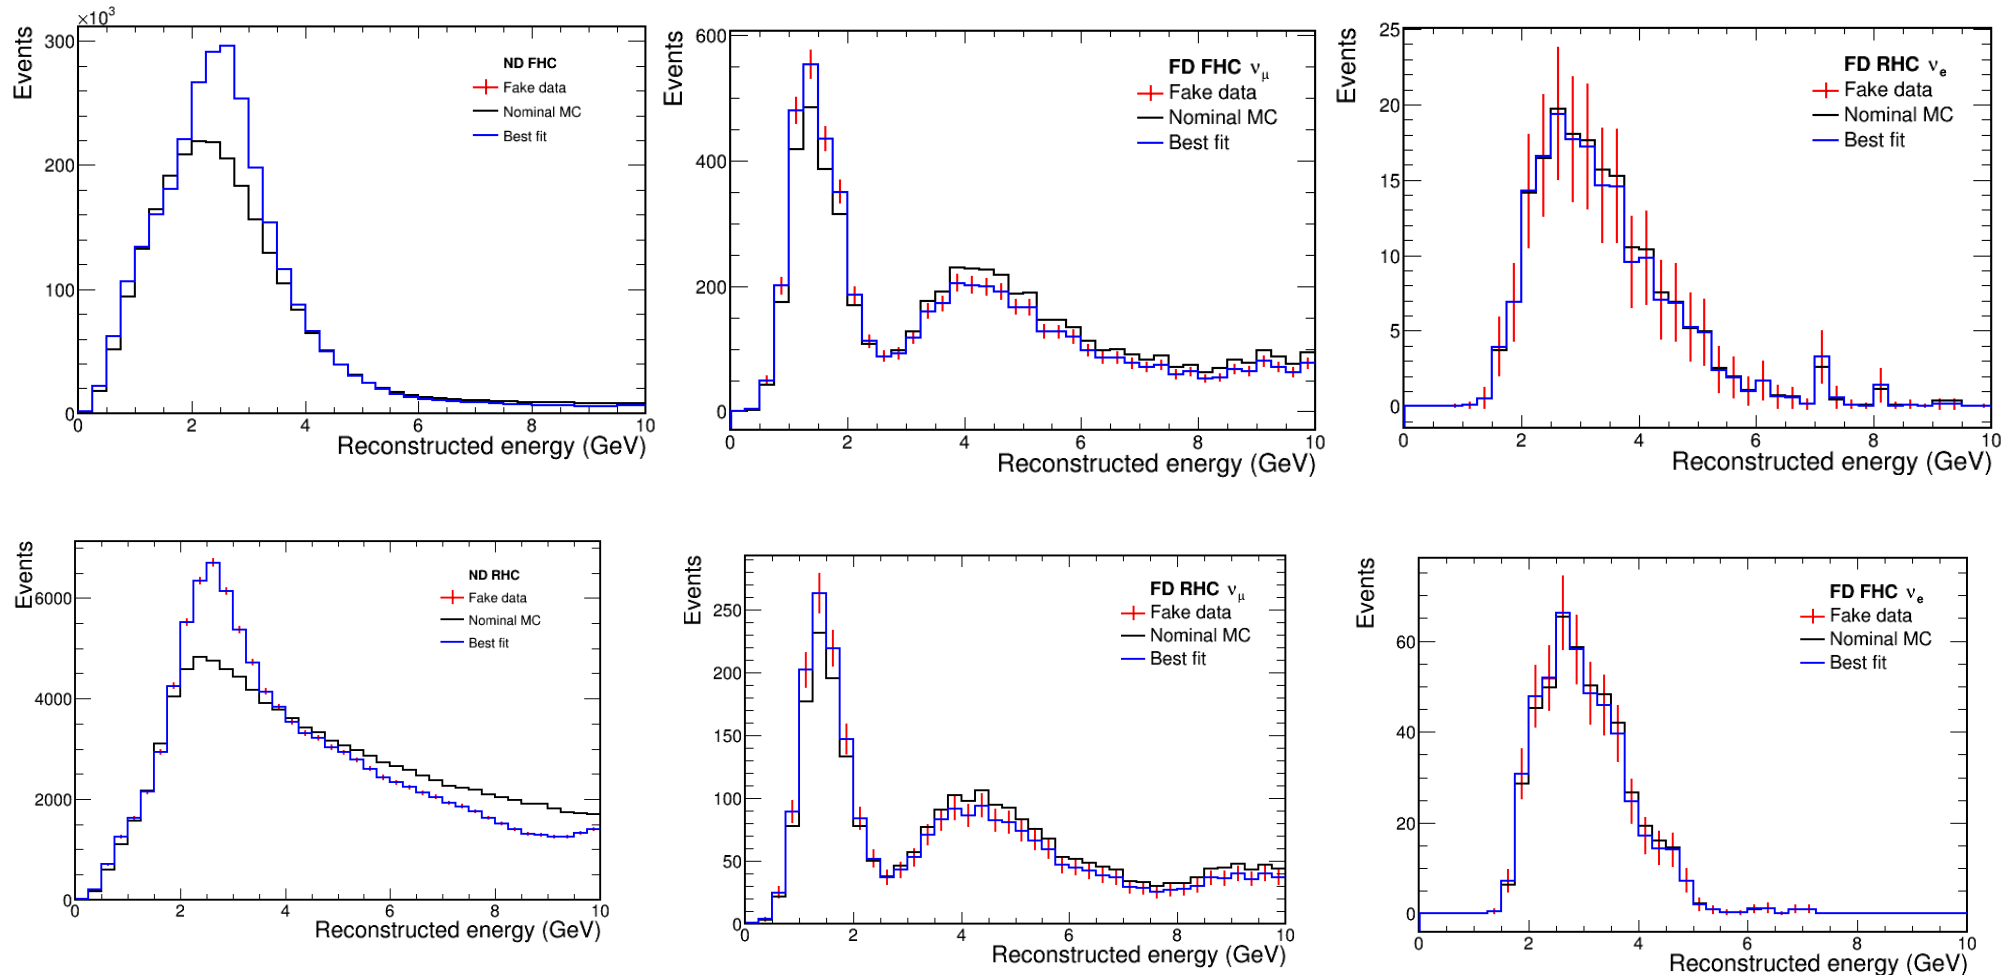 ×10³
Events
300
200
100
0
ND FHC
Fake data
Nominal MC
Best fit
0 2 4 6 8 10
Reconstructed energy (GeV)
Events
600
400
200
0
FD FHC νμ
Fake data
Nominal MC
Best fit
0 2 4 6 8 10
Reconstructed energy (GeV)
Events
25
20
15
10
5
0
FD RHC νe
Fake data
Nominal MC
Best fit
0 2 4 6 8 10
Reconstructed energy (GeV)
Events
6000
4000
2000
0
ND RHC
Fake data
Nominal MC
Best fit
0 2 4 6 8 10
Reconstructed energy (GeV)
Events
250
200
150
100
50
0
FD RHC νμ
Fake data
Nominal MC
Best fit
0 2 4 6 8 10
Reconstructed energy (GeV)
Events
60
40
20
0
FD FHC νe
Fake data
Nominal MC
Best fit
0 2 4 6 8 10
Reconstructed energy (GeV)